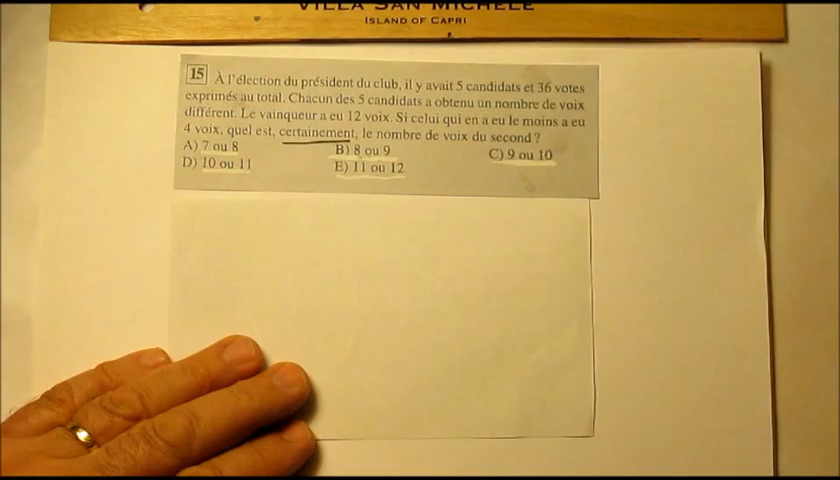 VILLA SAN MICHELE
ISLAND OF CAPRI
15 À l'élection du président du club, il y avait 5 candidats et 36 votes
exprimés au total. Chacun des 5 candidats a obtenu un nombre de voix
différent. Le vainqueur a eu 12 voix. Si celui qui en a eu le moins a eu
4 voix, quel est, certainement, le nombre de voix du second ?
A) 7 ou 8 B) 8 ou 9 C) 9 ou 10
D) 10 ou 11 E) 11 ou 12